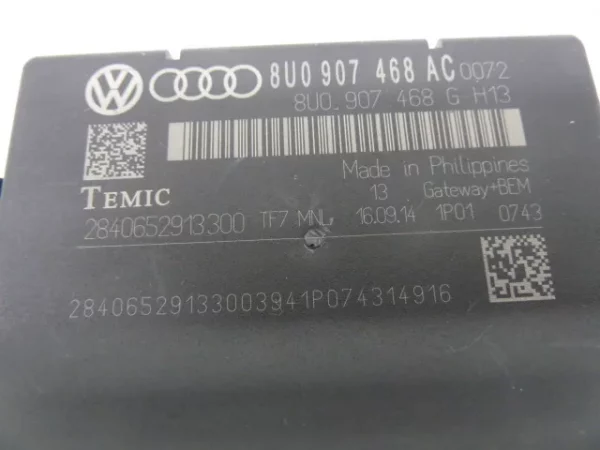 8U0 907 468 AC 0072
8U0 907 468 G H13
Made in Philippines
TEMIC 13 Gateway+BEM
2840652913300 TF7 MNL 16.09.14 1P01 0743
28406529133003941P074314916